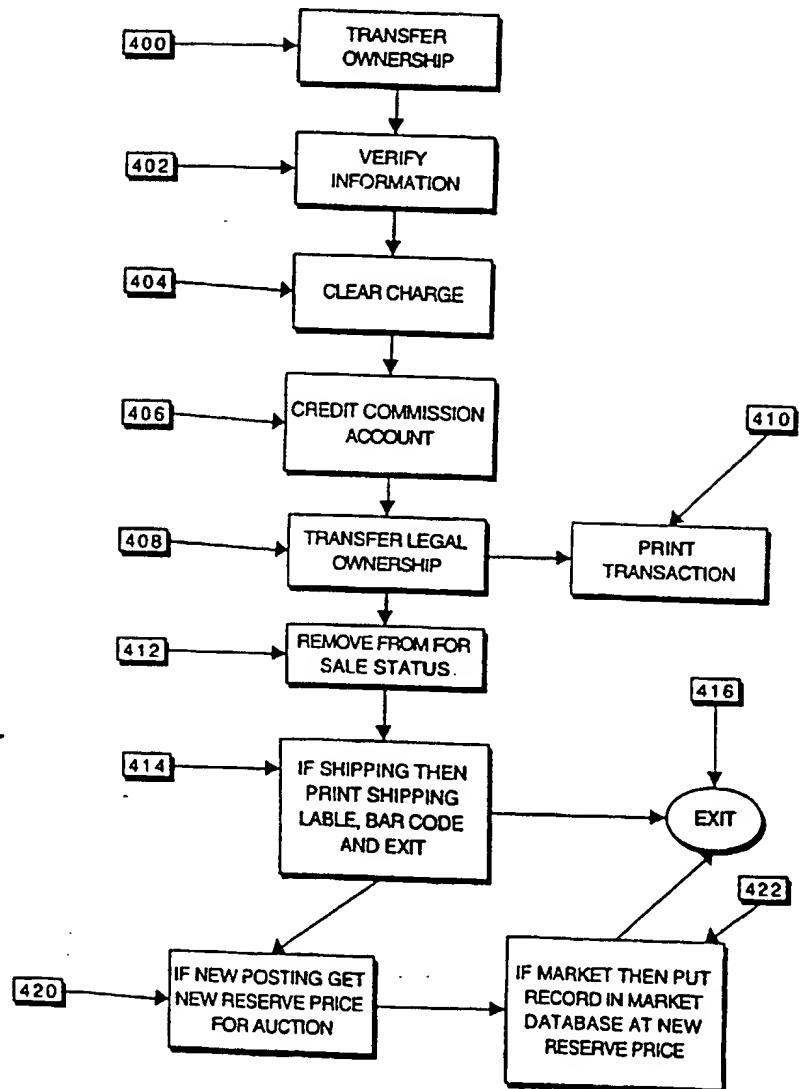 400
TRANSFER
OWNERSHIP
402
VERIFY
INFORMATION
404
CLEAR CHARGE
406
CREDIT COMMISSION
ACCOUNT
410
408
TRANSFER LEGAL
OWNERSHIP
PRINT
TRANSACTION
412
REMOVE FROM FOR
SALE STATUS.
416
414
IF SHIPPING THEN
PRINT SHIPPING
LABLE, BAR CODE
AND EXIT
EXIT
422
420
IF NEW POSTING GET
NEW RESERVE PRICE
FOR AUCTION
IF MARKET THEN PUT
RECORD IN MARKET
DATABASE AT NEW
RESERVE PRICE